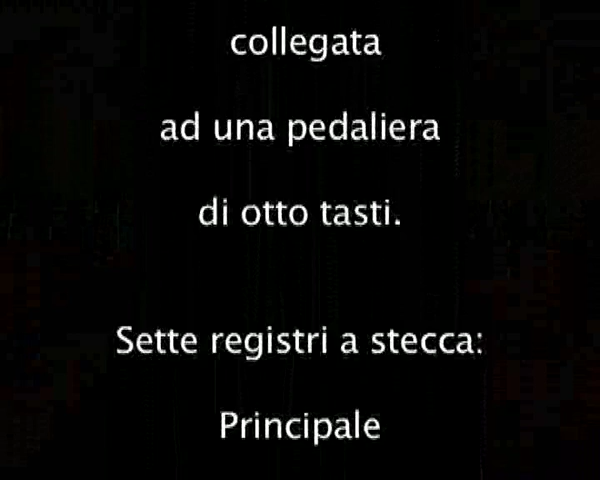 collegata
ad una pedaliera
di otto tasti.
Sette registri a stecca:
Principale